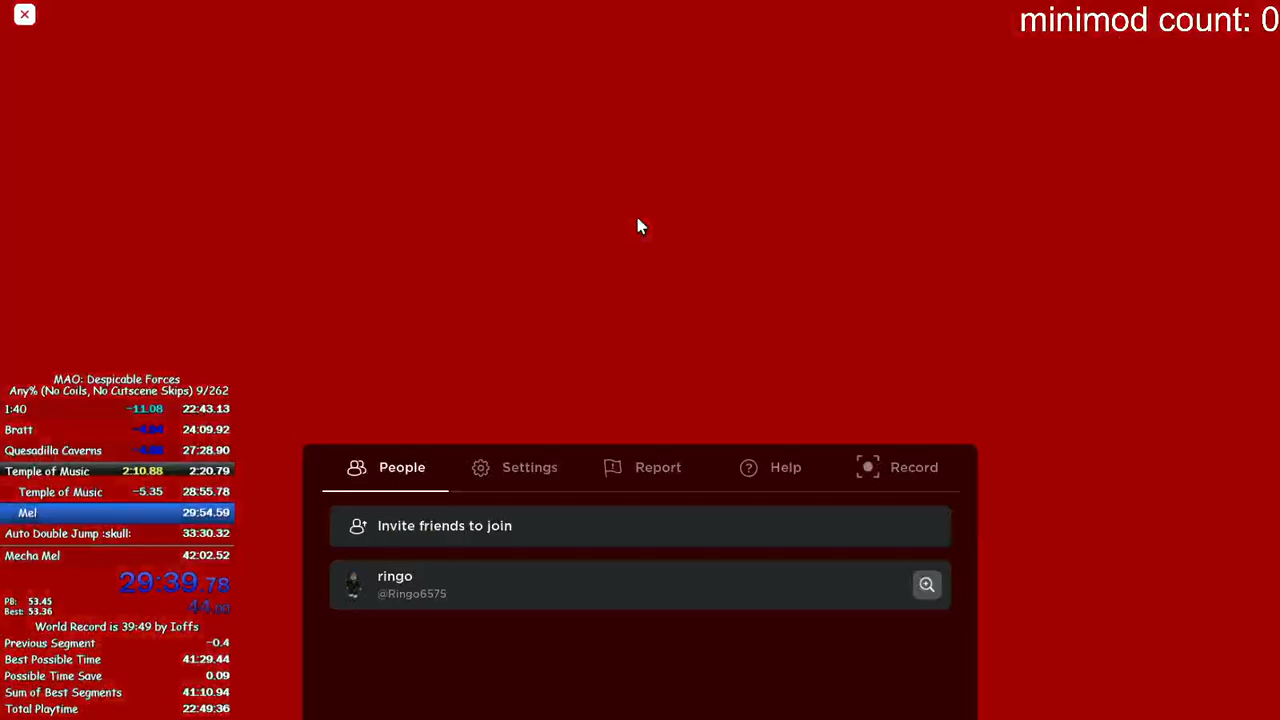 minimod count: 0
MAO: Despicable Forces
Any% (No Coils, No Cutscene Skips) 9/262
1:40 -11.08 22:43.13
Bratt 24:09.92
Quesadilla Caverns 27:28.90
Temple of Music 2:10.88 2:20.79
Temple of Music -5.35 28:55.78
Mel 29:54.59
Auto Double Jump :skull: 33:30.32
Mecha Mel 42:02.52
29:39.78
PB: 53.45
Best: 53.36
World Record is 39:49 by Ioffs
Previous Segment -0.4
Best Possible Time 41:29.44
Possible Time Save 0.09
Sum of Best Segments 41:10.94
Total Playtime 22:49:36
People Settings Report Help Record
Invite friends to join
ringo
@Ringo6575